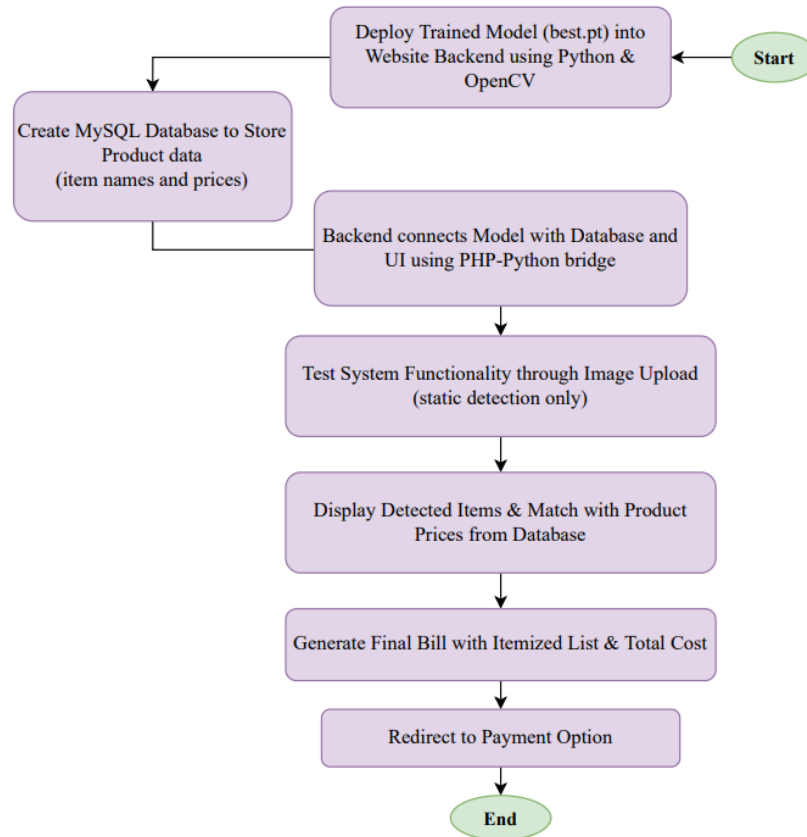 Start
Deploy Trained Model (best.pt) into
Website Backend using Python &
OpenCV
Create MySQL Database to Store
Product data
(item names and prices)
Backend connects Model with Database and
UI using PHP-Python bridge
Test System Functionality through Image Upload
(static detection only)
Display Detected Items & Match with Product
Prices from Database
Generate Final Bill with Itemized List & Total Cost
Redirect to Payment Option
End